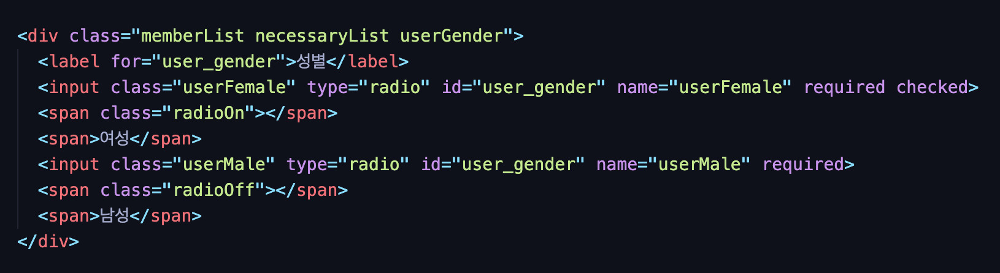 <div class="memberList necessaryList userGender">
  <label for="user_gender">성별</label>
  <input class="userFemale" type="radio" id="user_gender" name="userFemale" required checked>
  <span class="radioOn"></span>
  <span>여성</span>
  <input class="userMale" type="radio" id="user_gender" name="userMale" required>
  <span class="radioOff"></span>
  <span>남성</span>
</div>